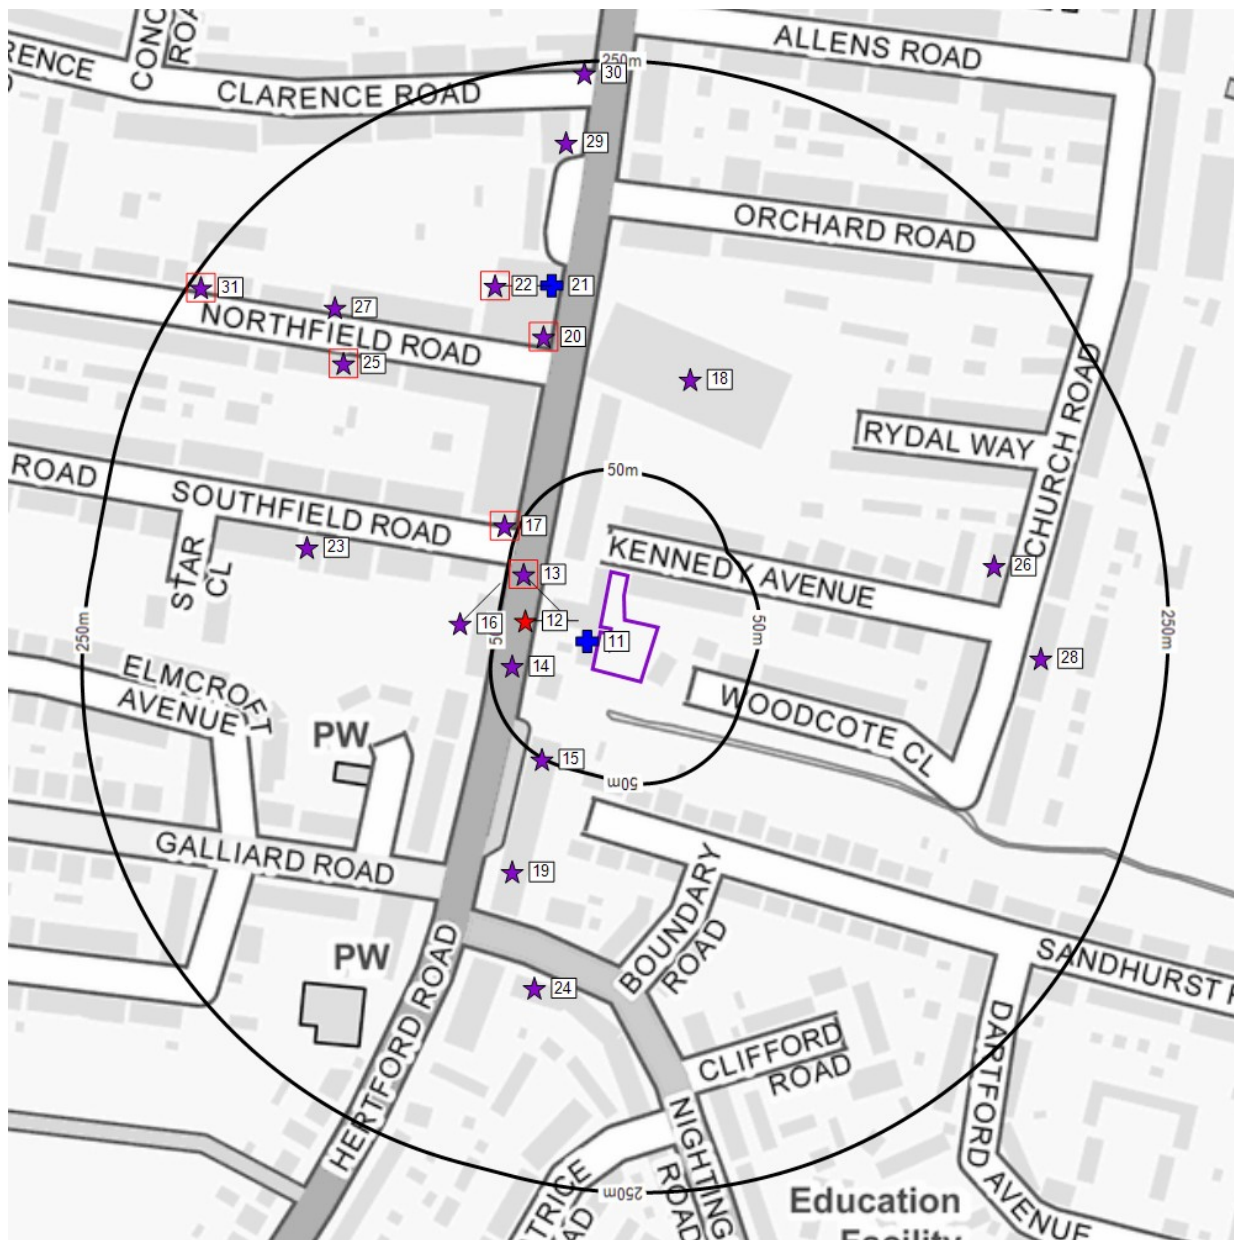 ALLENS ROAD
RENCE
CONC
ROA
CLARENCE ROAD
250m
30
29
ORCHARD ROAD
22
21
31
27
20
NORTHFIELD ROAD
25
18
CHURCH ROAD
RYDAL WAY
ROAD
50m
SOUTHFIELD ROAD
17
23
STAR
CL
KENNEDY AVENUE
26
13
16
12
11
50m
250m
250m
14
28
ELMCROFT
AVENUE
WOODCOTE CL
PW
15
50m
GALLIARD ROAD
19
BOUNDARY
ROAD
PW
HERTFORD ROAD
SANDHURST
24
DARTFORD AVENUE
CLIFFORD
ROAD
NIGHTING
ROAD
TRICE
AD
250m
Education
Facility